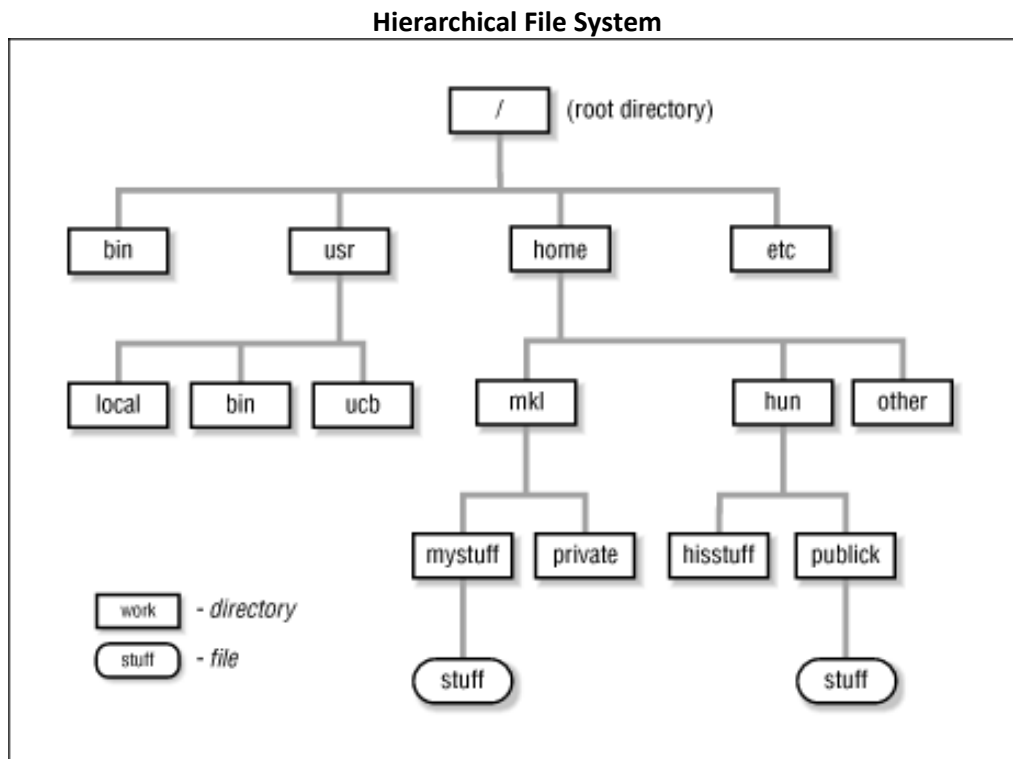 Hierarchical File System
/ (root directory)
bin usr home etc
local bin ucb mkl hun other
mystuff private hisstuff publick
work - directory
stuff - file
stuff stuff